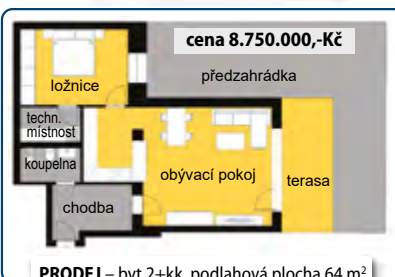 cena 8.750.000,-Kč
předzahrádka
ložnice
techn.
místnost
koupelna
obývací pokoj
terasa
chodba
PRODEJ – byt 2+kk, podlahová plocha 64 m²